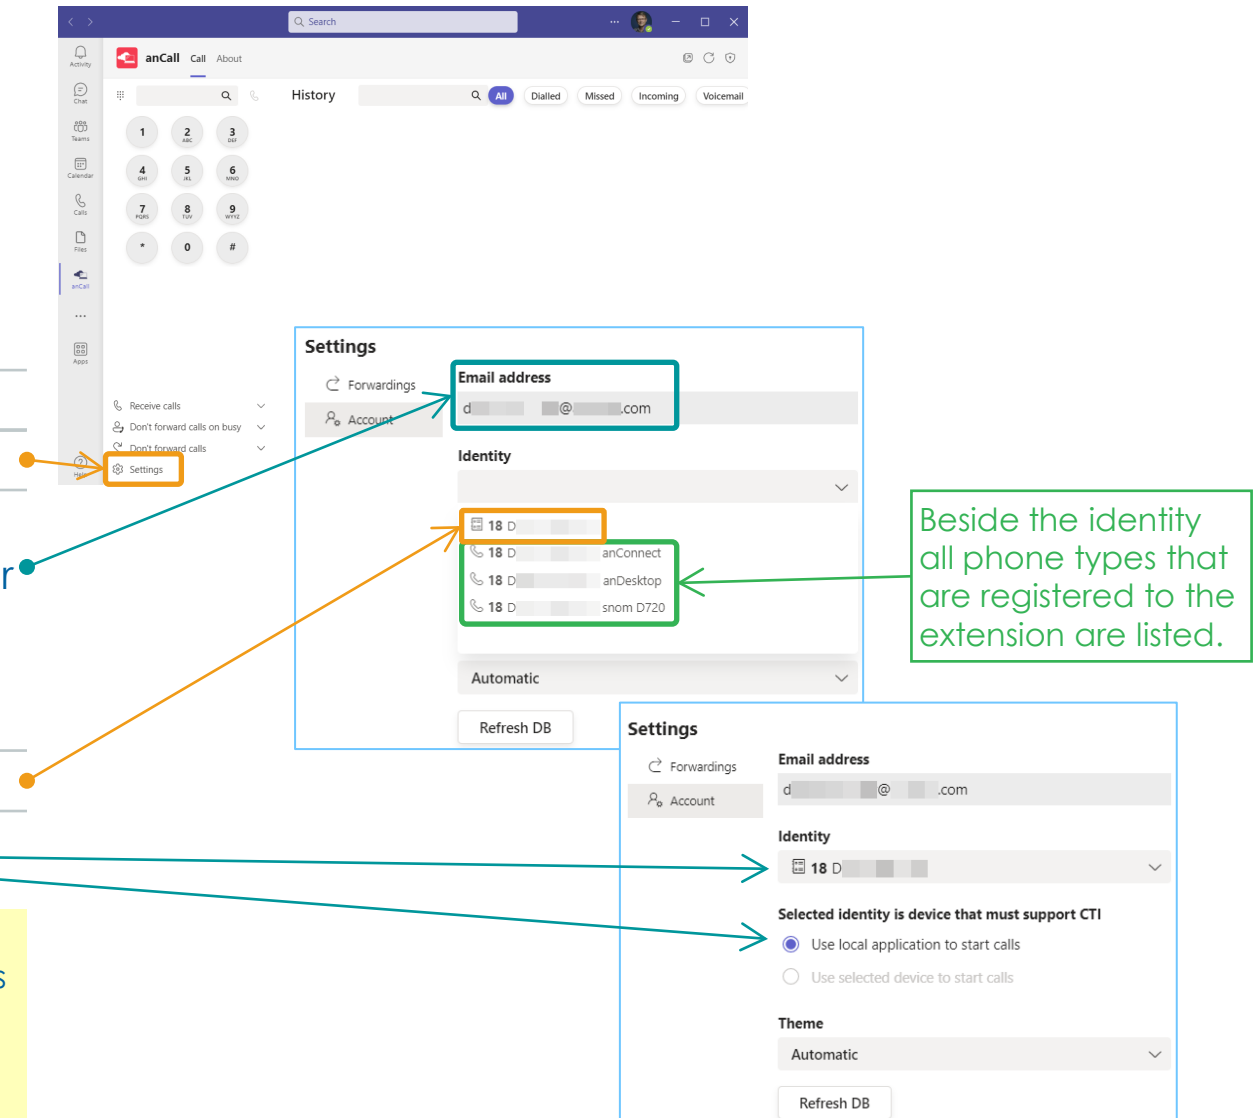 Search
Activity
Chat
Teams
Calendar
Calls
Files
anCall
Apps
Help
anCall Call About
History All Dialled Missed Incoming Voicemail
1 2 ABC 3 DEF
4 GHI 5 JKL 6 MNO
7 PQRS 8 TUV 9 WXYZ
* 0 #
Receive calls
Don't forward calls on busy
Don't forward calls
Settings
r
s
Settings
Forwardings
Account
Email address
d @ .com
Identity
18 D
18 D anConnect
18 D anDesktop
18 D snom D720
Automatic
Refresh DB
Beside the identity
all phone types that
are registered to the
extension are listed.
Settings
Forwardings
Account
Email address
d @ .com
Identity
18 D
Selected identity is device that must support CTI
Use local application to start calls
Use selected device to start calls
Theme
Automatic
Refresh DB